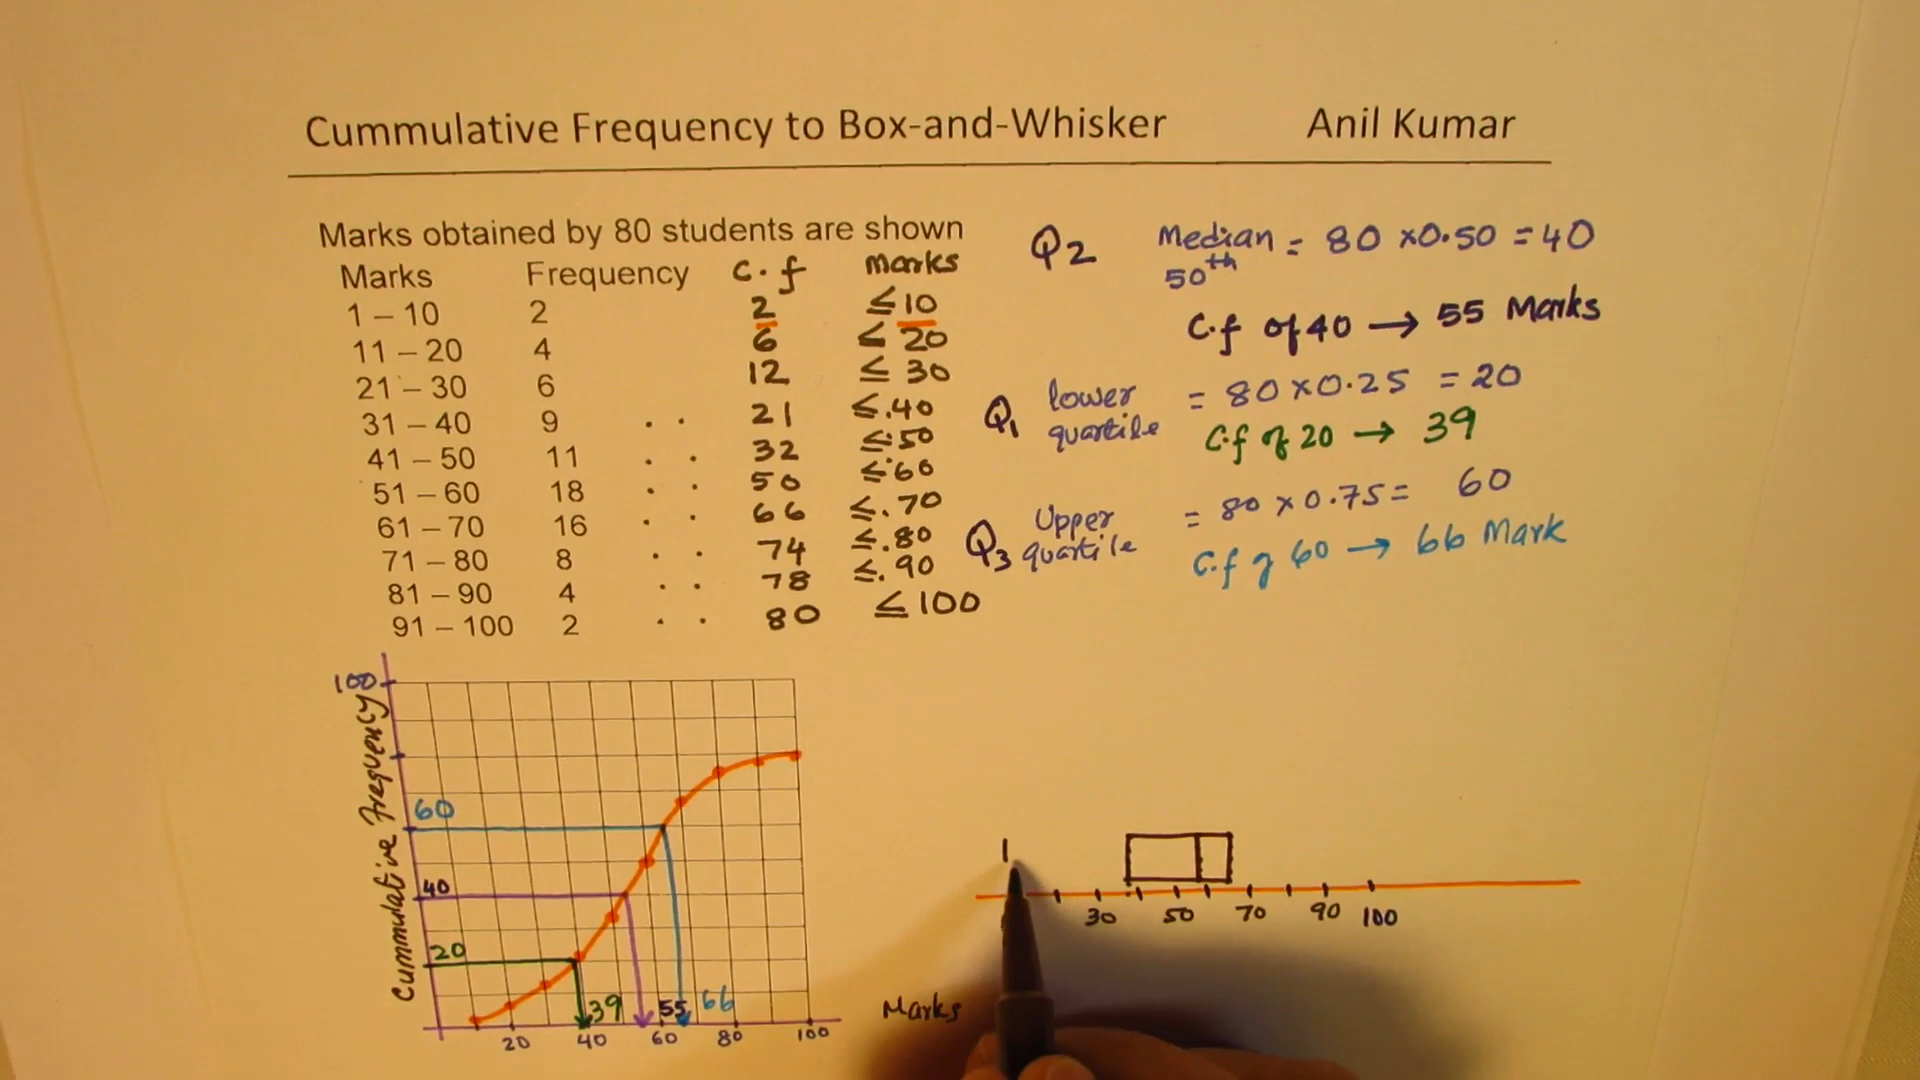 Cummulative Frequency to Box-and-Whisker Anil Kumar
Marks obtained by 80 students are shown
Marks Frequency c.f marks
1 – 10 2 2 ≤ 10
11 – 20 4 6 ≤ 20
21 – 30 6 12 ≤ 30
31 – 40 9 . . 21 ≤ 40
41 – 50 11 . . 32 ≤ 50
51 – 60 18 . . 50 ≤ 60
61 – 70 16 . . 66 ≤ 70
71 – 80 8 . . 74 ≤ 80
81 – 90 4 . . 78 ≤ 90
91 – 100 2 . . 80 ≤ 100
Q2 Median = 80 x0.50 = 40
50th
C.f of 40 → 55 Marks
Q1 lower quartile = 80 x0.25 = 20
C.f of 20 → 39
Q3 Upper quartile = 80 x 0.75 = 60
C.f of 60 → 66 Mark
Cummulative Frequency
100
60
40
20
39 55 66
20 40 60 80 100
Marks
30 50 70 90 100